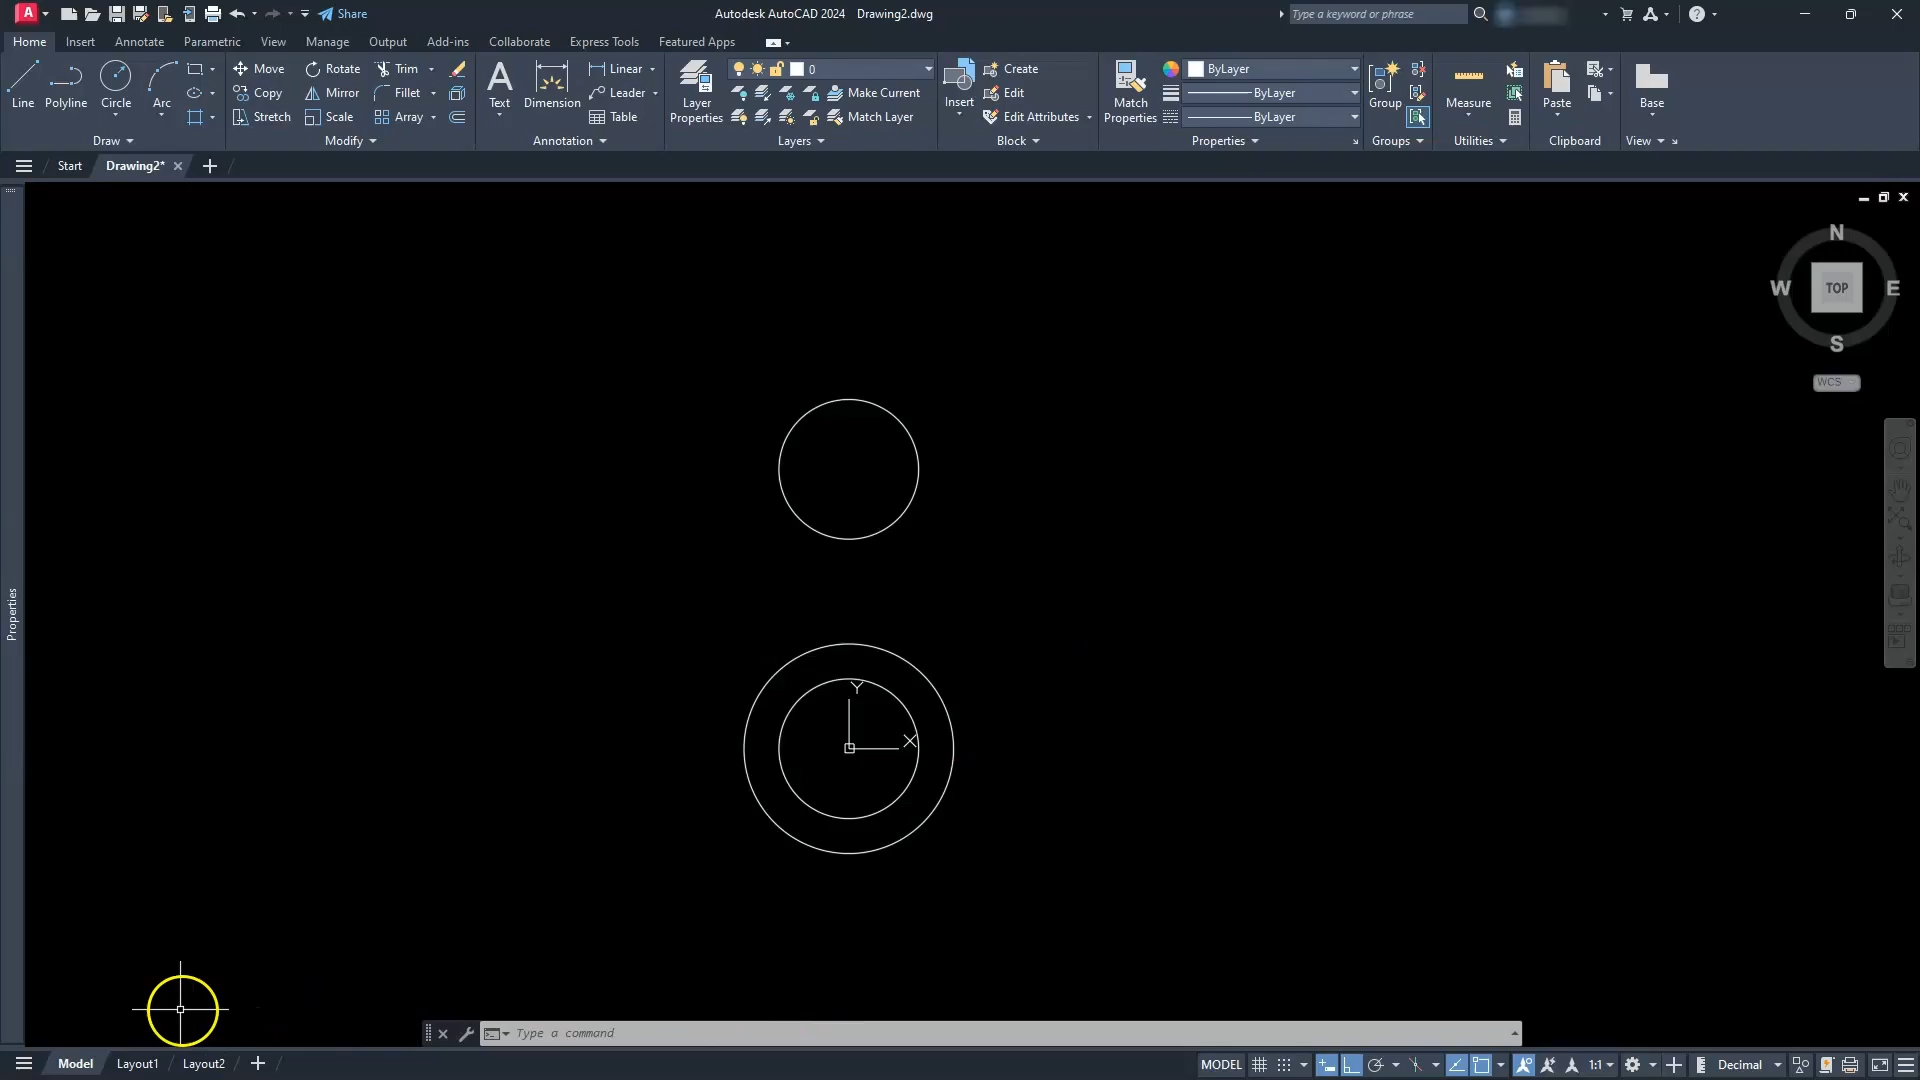 A Share Autodesk AutoCAD 2024 Drawing2.dwg Type a keyword or phrase
Home Insert Annotate Parametric View Manage Output Add-ins Collaborate Express Tools Featured Apps
Line Polyline Circle Arc
Move Rotate Trim
Copy Mirror Fillet
Stretch Scale Array
Text Dimension
Linear
Leader
Table
Layer Properties
0
Make Current
Match Layer
Insert
Create
Edit
Edit Attributes
Match Properties
ByLayer
ByLayer
ByLayer
Group Measure Paste Base
Draw Modify Annotation Layers Block Properties Groups Utilities Clipboard View
Start Drawing2* +
N
W TOP E
S
WCS
Properties
Y
X
Type a command
Model Layout1 Layout2 +
MODEL 1:1 Decimal